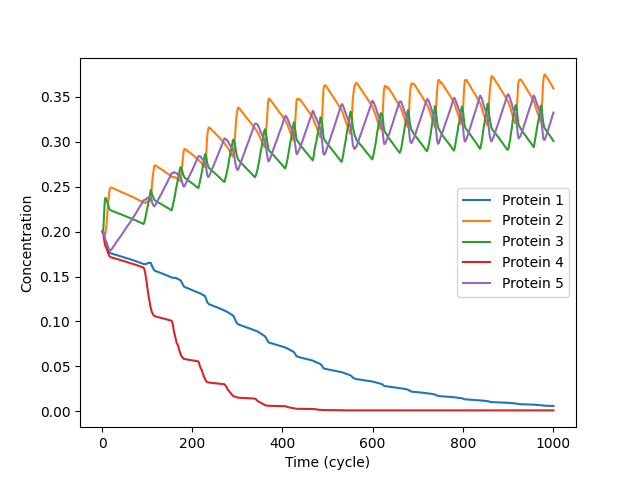 0.35
0.30
0.25
0.20
0.15
0.10
0.05
0.00
Concentration
Protein 1
Protein 2
Protein 3
Protein 4
Protein 5
0 200 400 600 800 1000
Time (cycle)